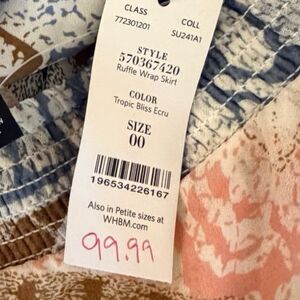 CLASS COLL
772301201 SU241A1
STYLE
570367420
Ruffle Wrap Skirt
COLOR
Tropic Bliss Ecru
SIZE
00
196534226167
Also in Petite sizes at
WHBM.com
99.99